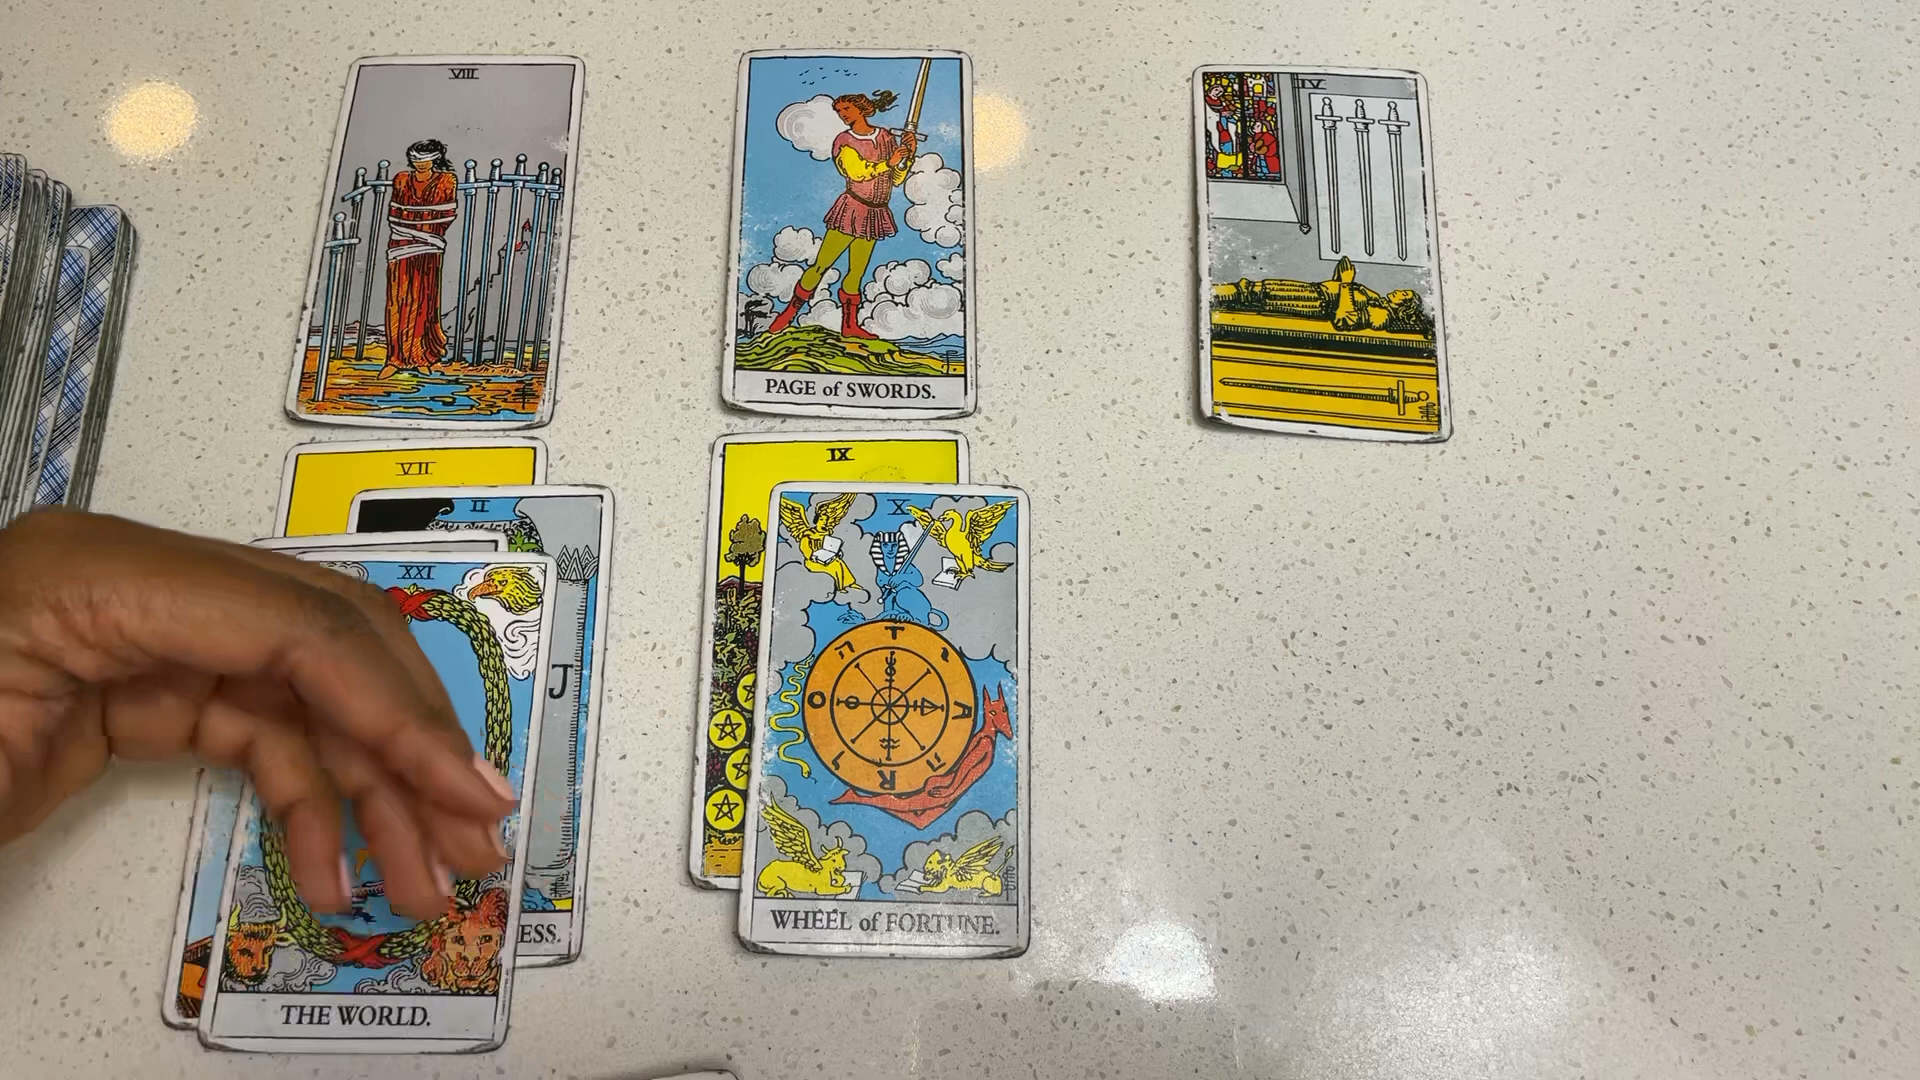 VIII
PAGE of SWORDS.
IV
VII
II
J
ESS.
XXI
THE WORLD.
IX
X
T
A
R
O
WHEEL of FORTUNE.